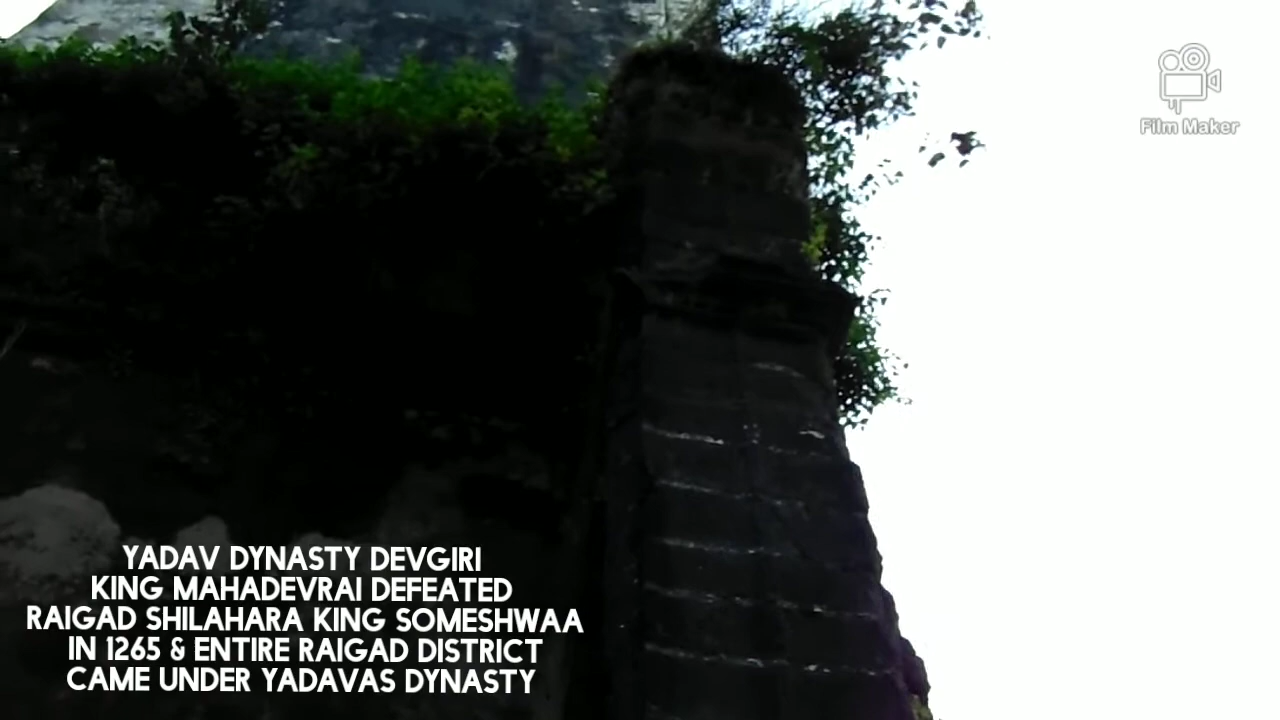 Film Maker
YADAV DYNASTY DEVGIRI
KING MAHADEVRAI DEFEATED
RAIGAD SHILAHARA KING SOMESHWAA
IN 1265 & ENTIRE RAIGAD DISTRICT
CAME UNDER YADAVAS DYNASTY